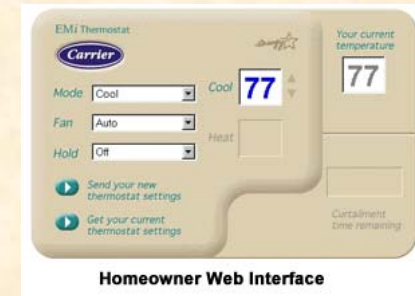 EMi Thermostat
Carrier
energy
Your current
temperature
77
Mode Cool
Cool 77
Fan Auto
Heat
Hold Off
Send your new
thermostat settings
Get your current
thermostat settings
Curtailment
time remaining
Homeowner Web Interface